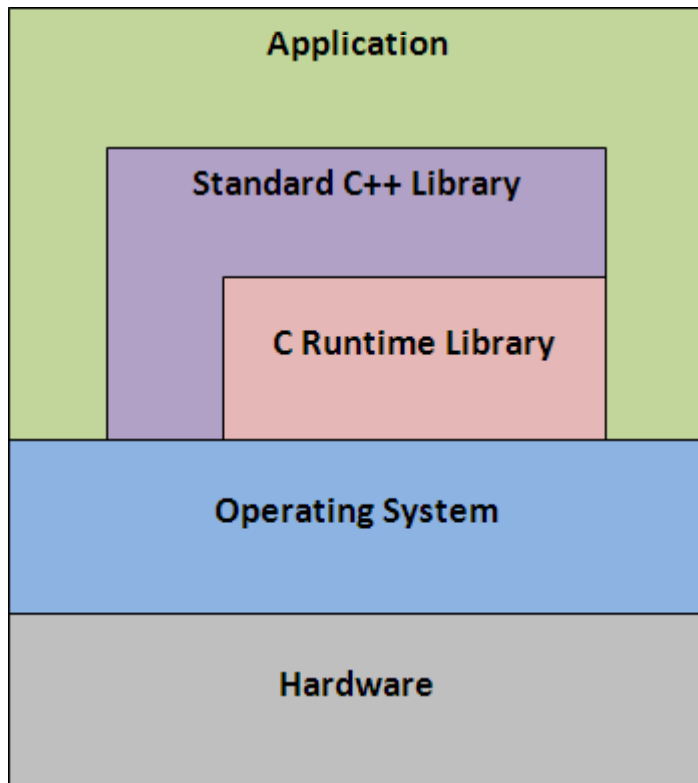 Application
Standard C++ Library
C Runtime Library
Operating System
Hardware